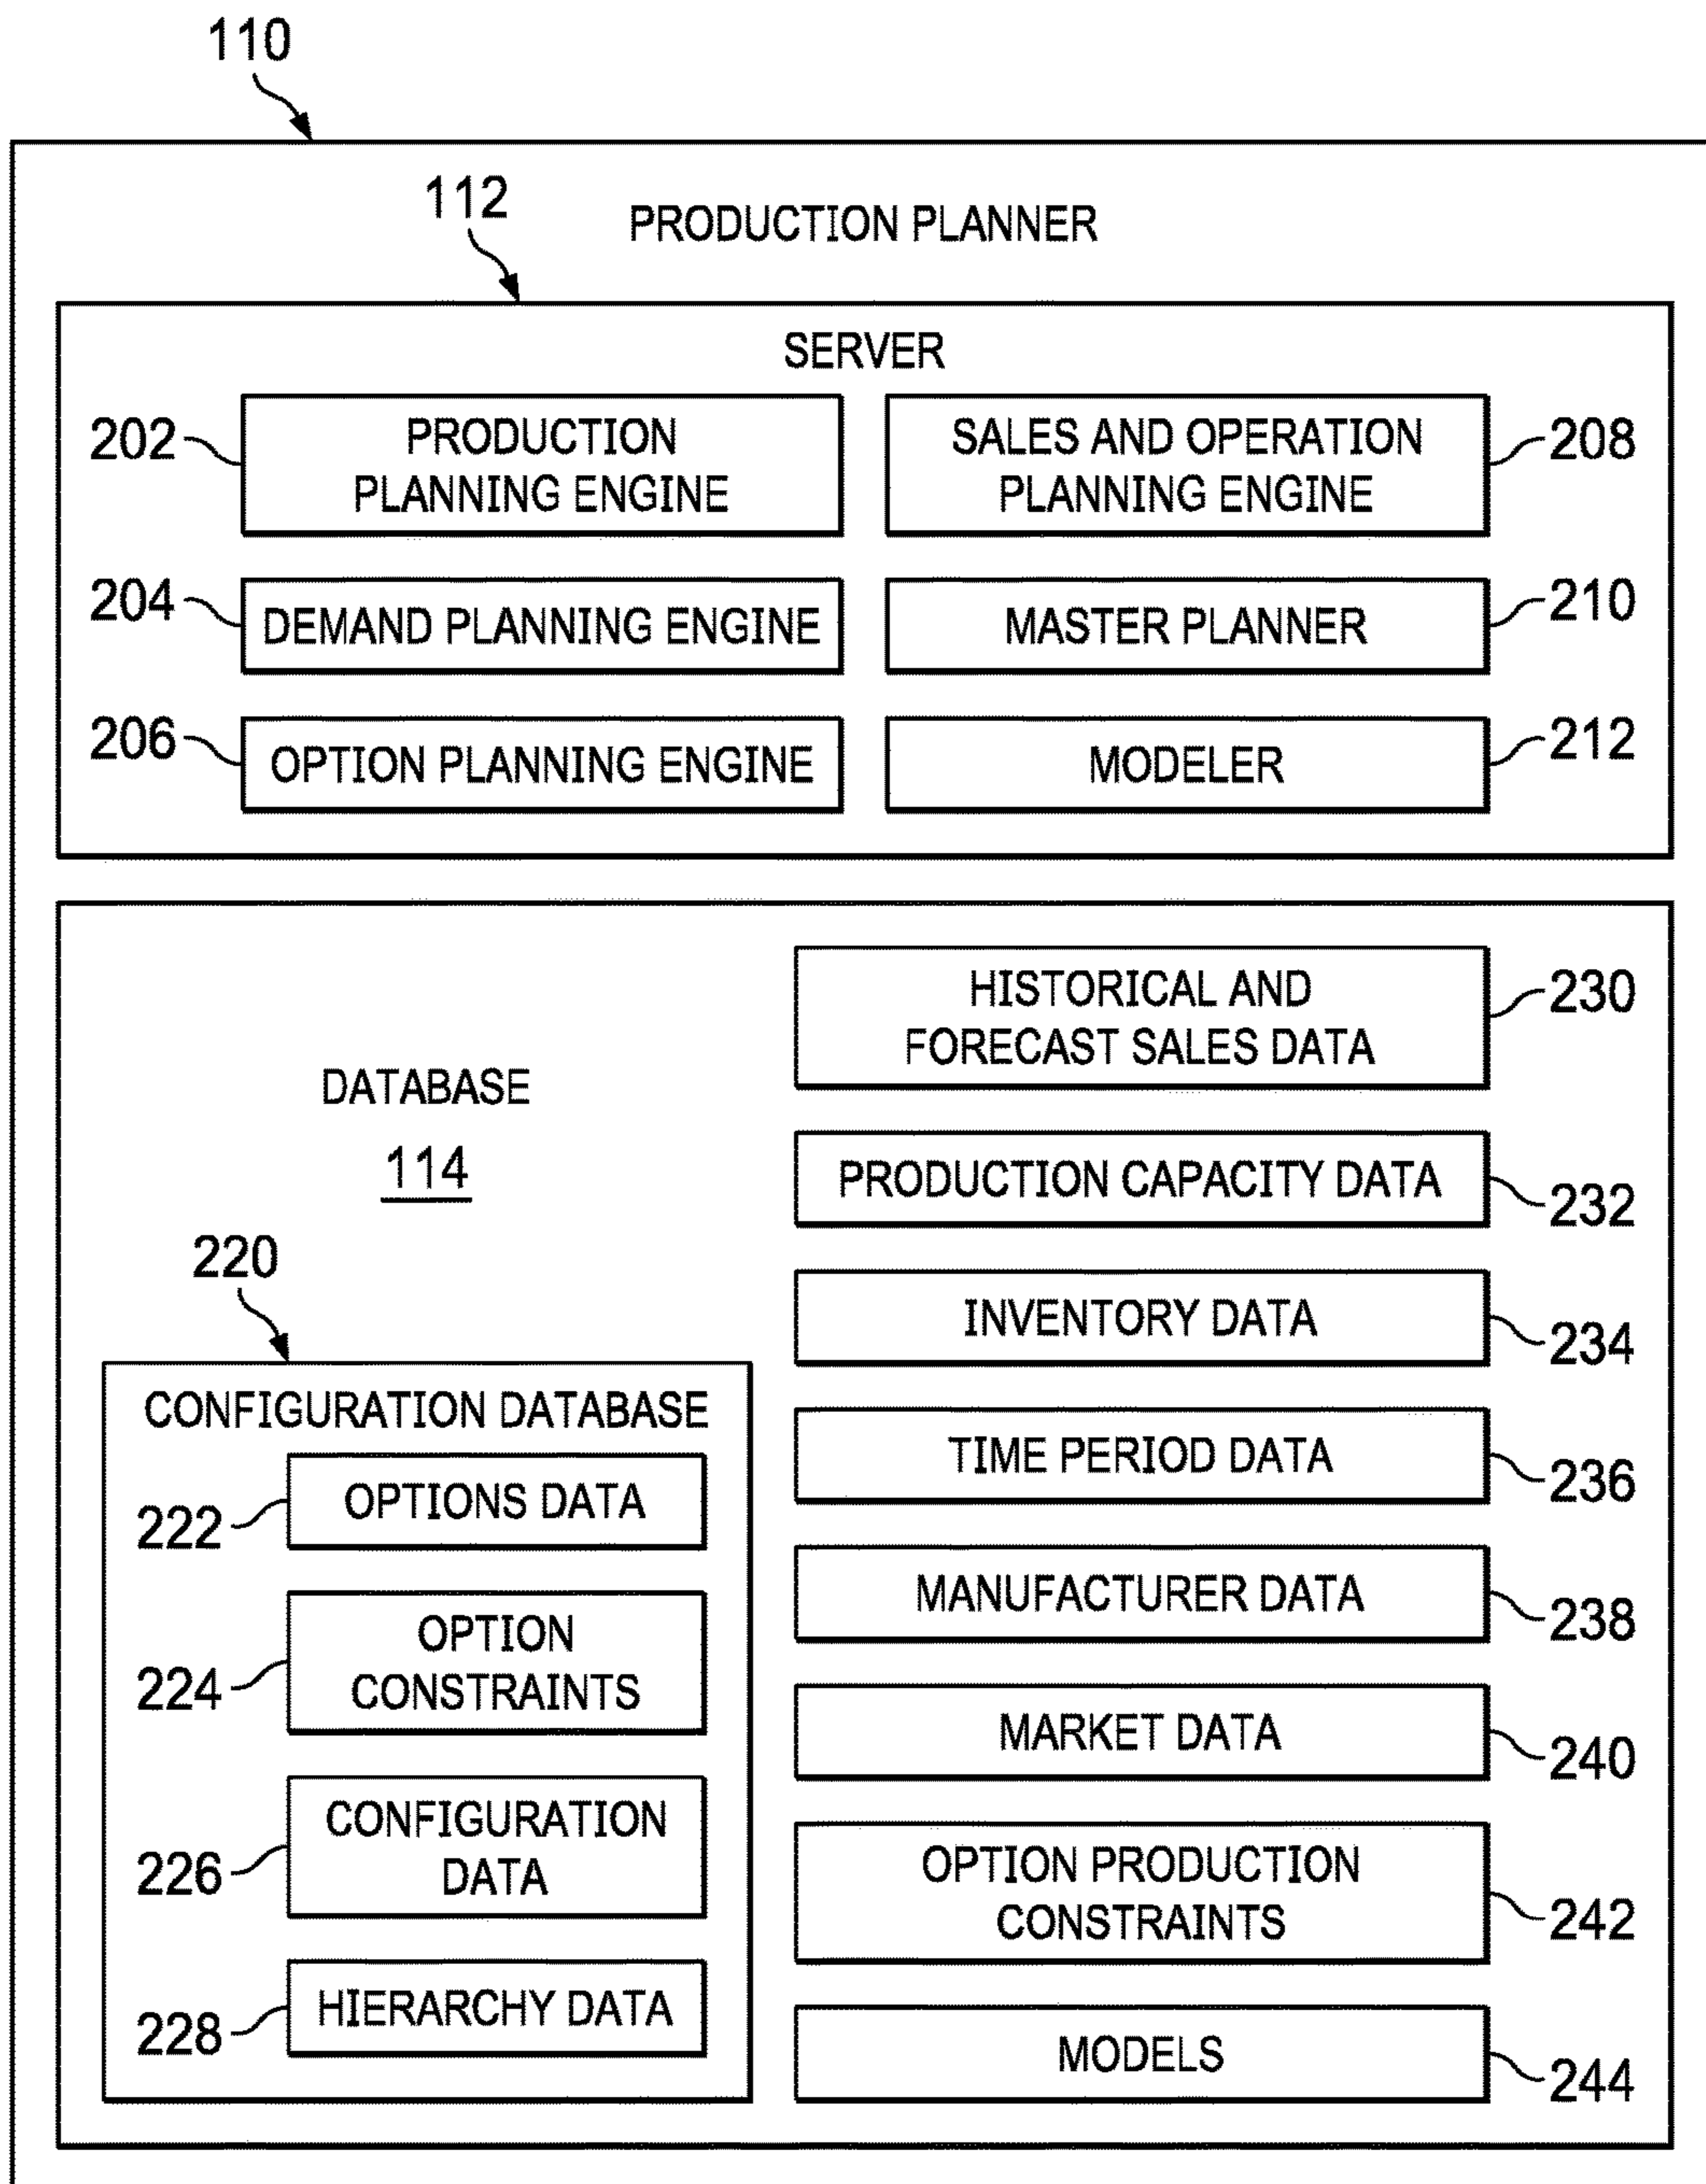 110
PRODUCTION PLANNER
112
SERVER
202
PRODUCTION
PLANNING ENGINE
SALES AND OPERATION
PLANNING ENGINE
208
204
DEMAND PLANNING ENGINE
MASTER PLANNER
210
206
OPTION PLANNING ENGINE
MODELER
212
DATABASE
114
220
CONFIGURATION DATABASE
222
OPTIONS DATA
224
OPTION
CONSTRAINTS
226
CONFIGURATION
DATA
228
HIERARCHY DATA
HISTORICAL AND
FORECAST SALES DATA
230
PRODUCTION CAPACITY DATA
232
INVENTORY DATA
234
TIME PERIOD DATA
236
MANUFACTURER DATA
238
MARKET DATA
240
OPTION PRODUCTION
CONSTRAINTS
242
MODELS
244